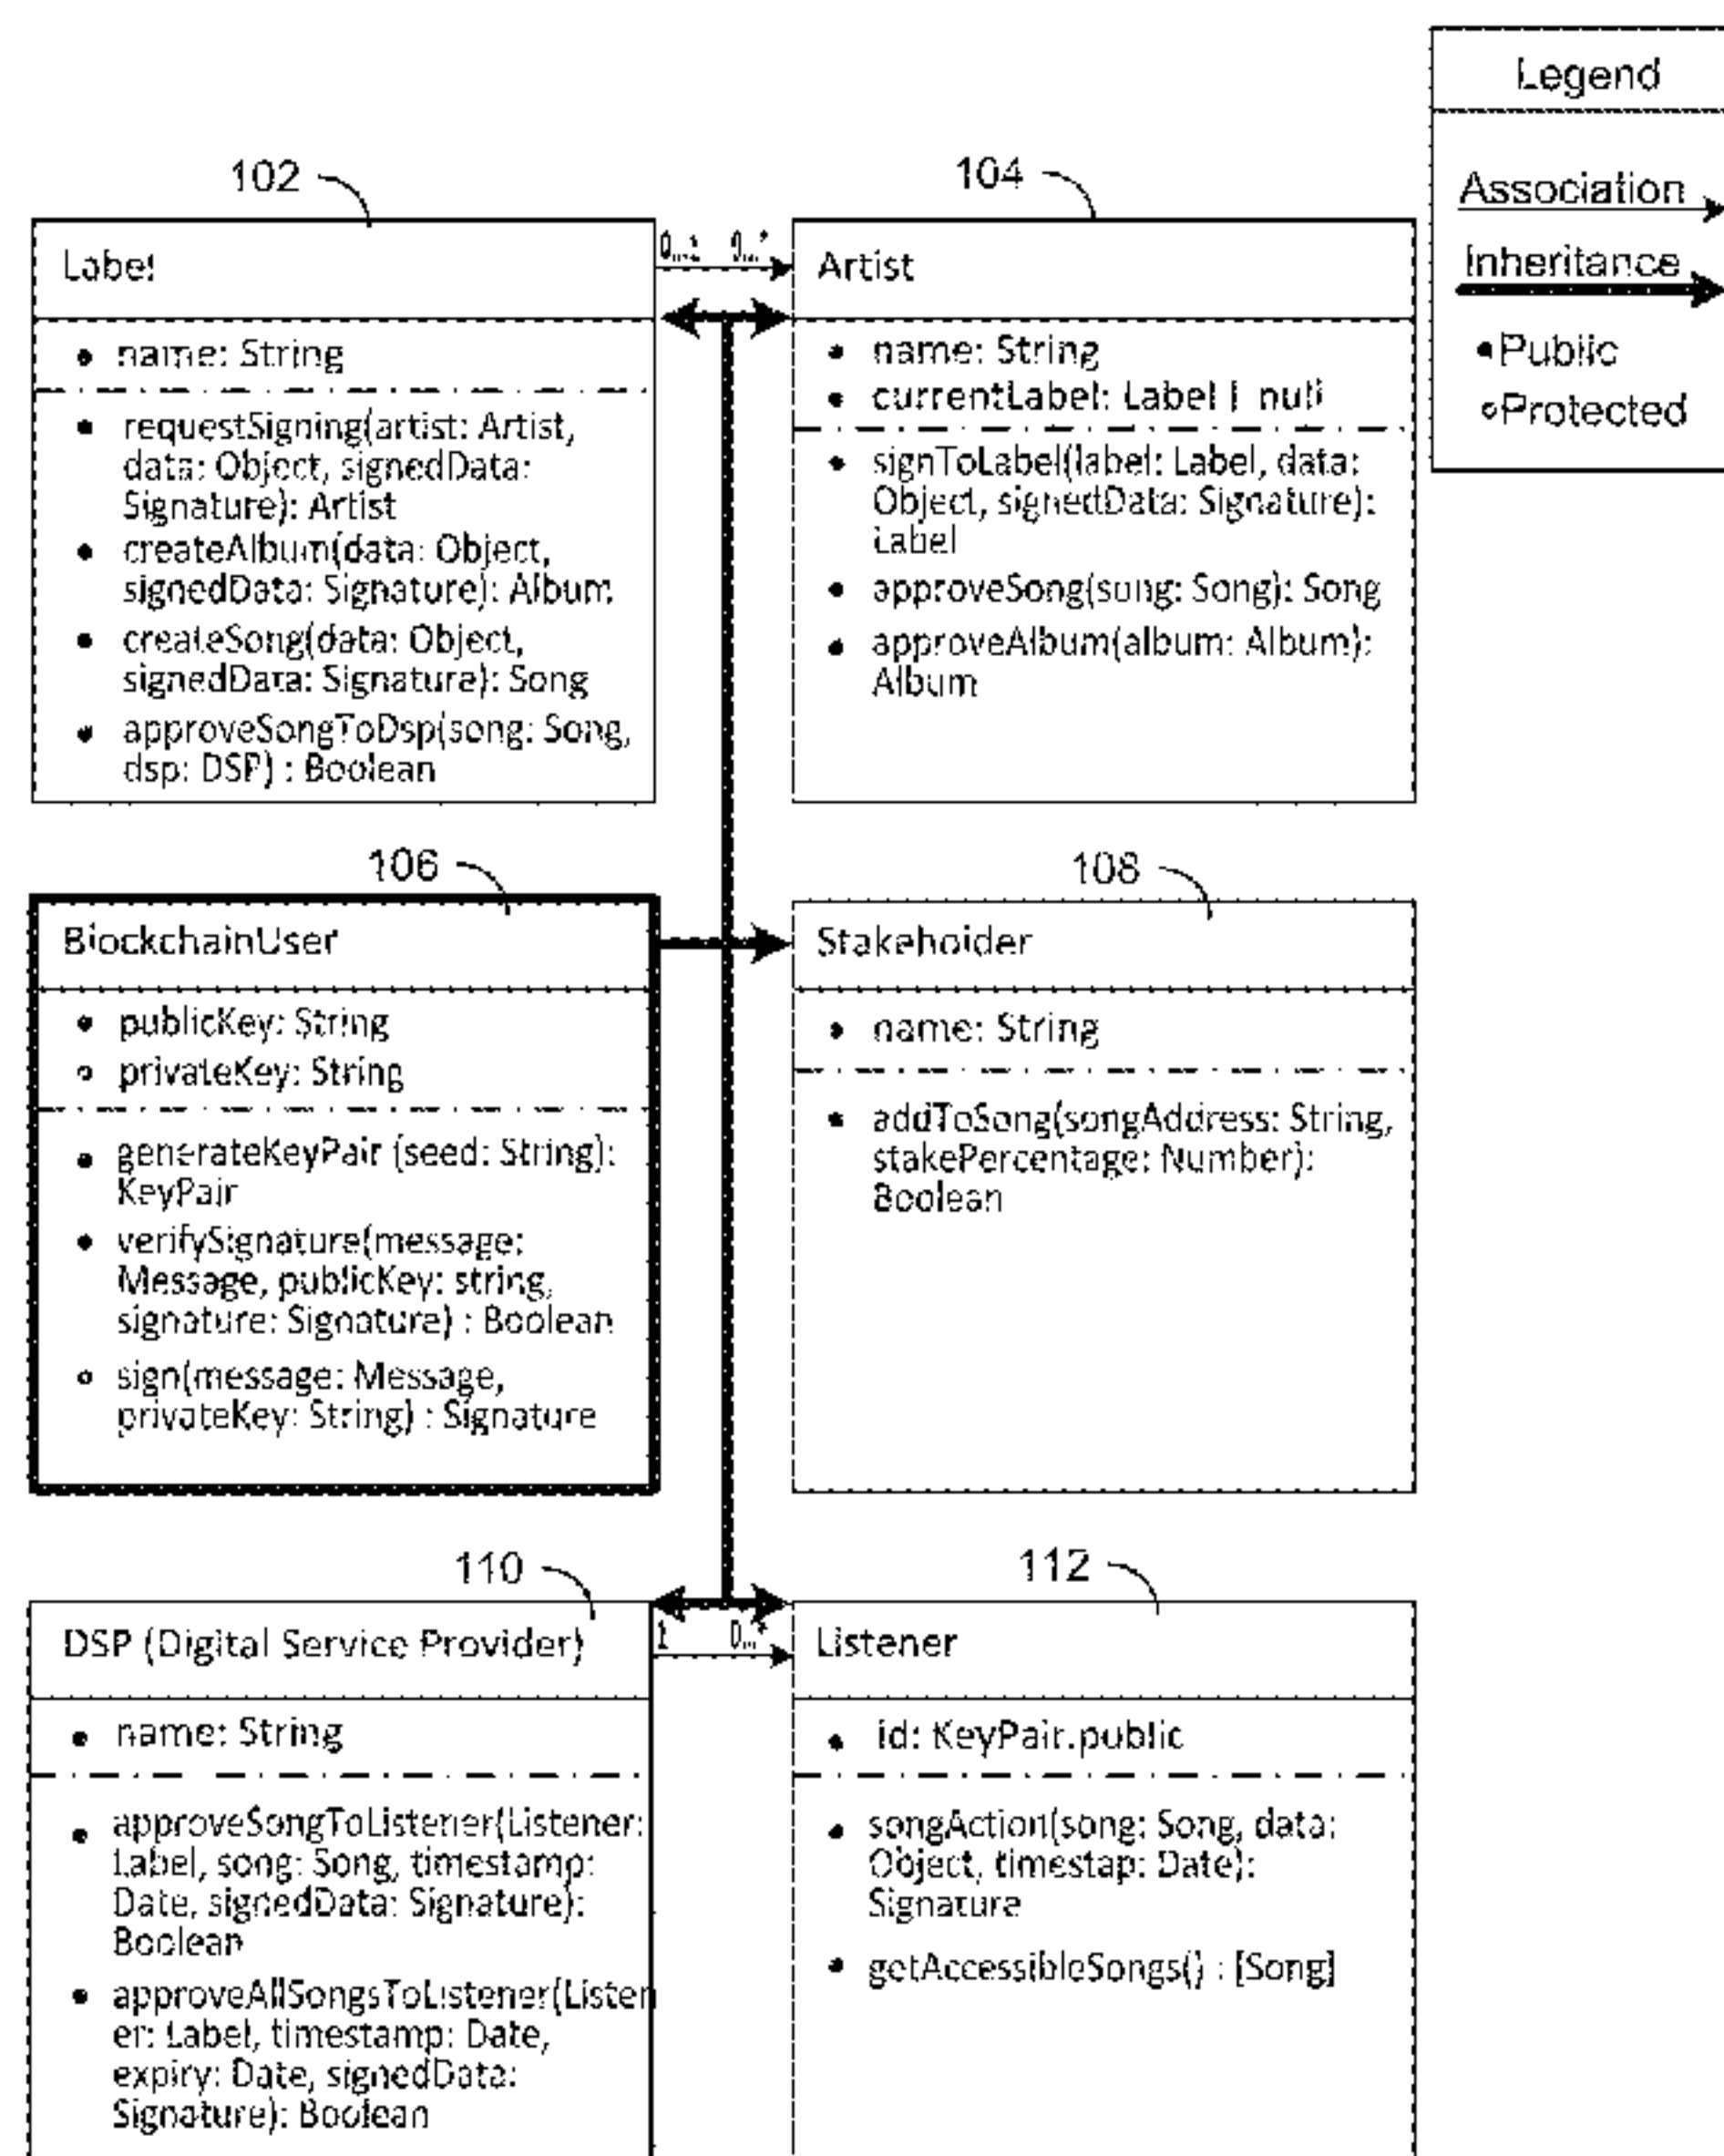 Legend
Association
Inheritance
Public
Protected
102
Label
name: String
requestSigning(artist: Artist,
data: Object, signedData:
Signature): Artist
createAlbum(data: Object,
signedData: Signature): Album
createSong(data: Object,
signedData: Signature): Song
approveSongToDsp(song: Song,
dsp: DSP) : Boolean
0..* 0..*
104
Artist
name: String
currentLabel: Label | null
signToLabel(label: Label, data:
Object, signedData: Signature):
Label
approveSong(song: Song): Song
approveAlbum(album: Album):
Album
106
BlockchainUser
publicKey: String
privateKey: String
generateKeyPair (seed: String):
KeyPair
verifySignature(message:
Message, publicKey: string,
signature: Signature) : Boolean
sign(message: Message,
privateKey: String) : Signature
108
Stakeholder
name: String
addToSong(songAddress: String,
stakePercentage: Number):
Boolean
110
DSP (Digital Service Provider)
name: String
approveSongToListener(Listener:
Label, song: Song, timestamp:
Date, signedData: Signature):
Boolean
approveAllSongsToListener(Listen
er: Label, timestamp: Date,
expiry: Date, signedData:
Signature): Boolean
1 0..*
112
Listener
id: KeyPair.public
songAction(song: Song, data:
Object, timestap: Date):
Signature
getAccessibleSongs() : [Song]